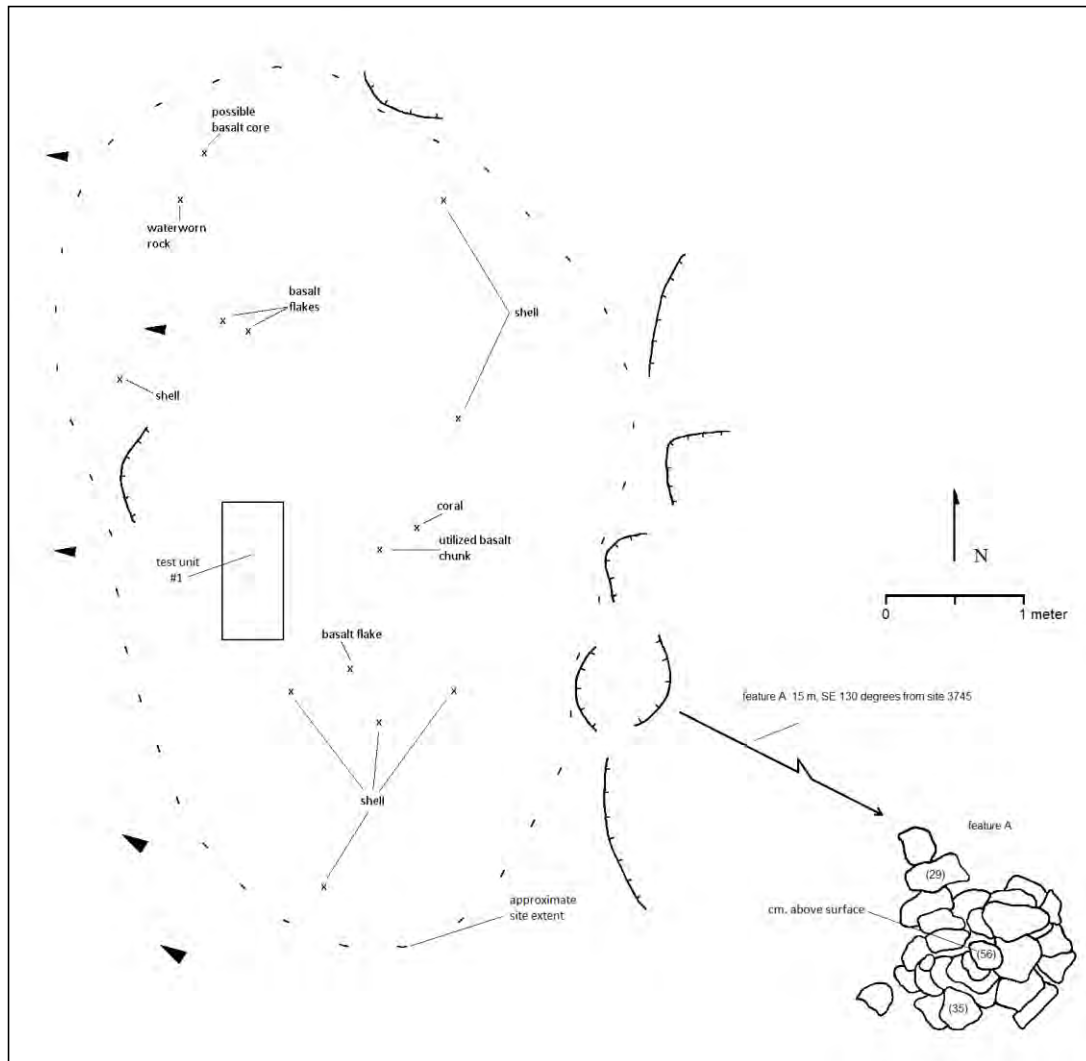 possible
basalt core
x
x
waterworn
rock
x
shell
basalt
flakes
x
x
x
shell
x
coral
x
utilized basalt
chunk
x
test unit
#1
N
0 1 meter
basalt flake
x
x
x
x
shell
x
feature A 15 m, SE 130 degrees from site 3745
feature A
(29)
approximate
site extent
cm. above surface
(56)
(35)